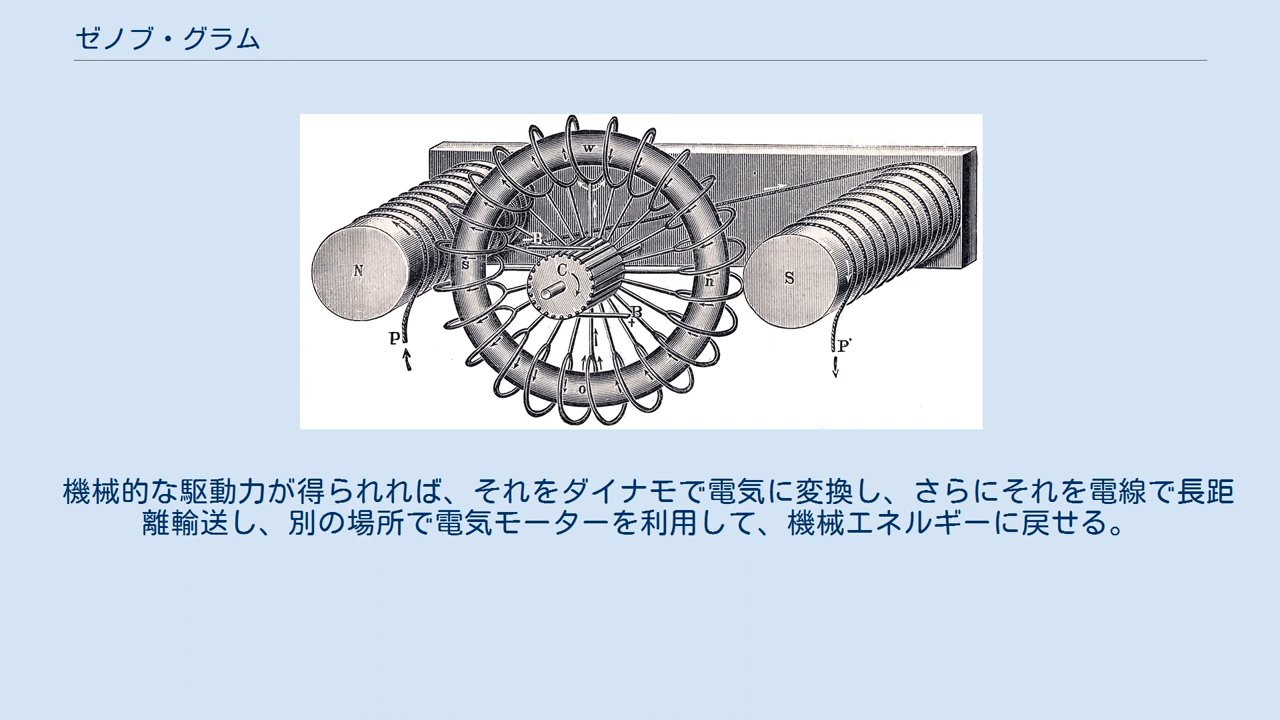 ゼノブ・グラム
w
B
N
s
C
n
S
B
+
P
P'
o
機械的な駆動力が得られれば、それをダイナモで電気に変換し、さらにそれを電線で長距
離輸送し、別の場所で電気モーターを利用して、機械エネルギーに戻せる。